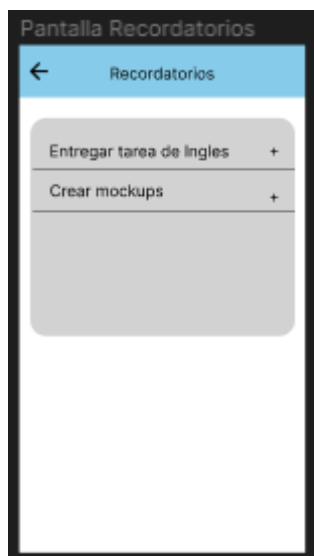 Pantalla Recordatorios
Recordatorios
Entregar tarea de Ingles +
Crear mockups +